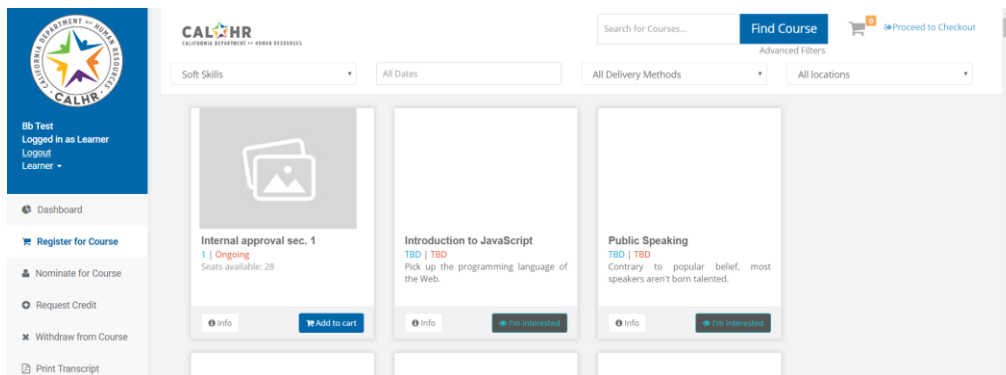 CALIFORNIA DEPARTMENT OF HUMAN RESOURCES
CALHR
Bb Test
Logged in as Learner
Logout
Learner
Dashboard
Register for Course
Nominate for Course
Request Credit
Withdraw from Course
Print Transcript
CALHR
CALIFORNIA DEPARTMENT OF HUMAN RESOURCES
Search for Courses...
Find Course
0
Proceed to Checkout
Advanced Filters
Soft Skills
All Dates
All Delivery Methods
All locations
Internal approval sec. 1
1 | Ongoing
Seats available: 28
Info
Add to cart
Introduction to JavaScript
TBD | TBD
Pick up the programming language of
the Web.
Info
I'm interested
Public Speaking
TBD | TBD
Contrary to popular belief, most
speakers aren't born talented.
Info
I'm interested